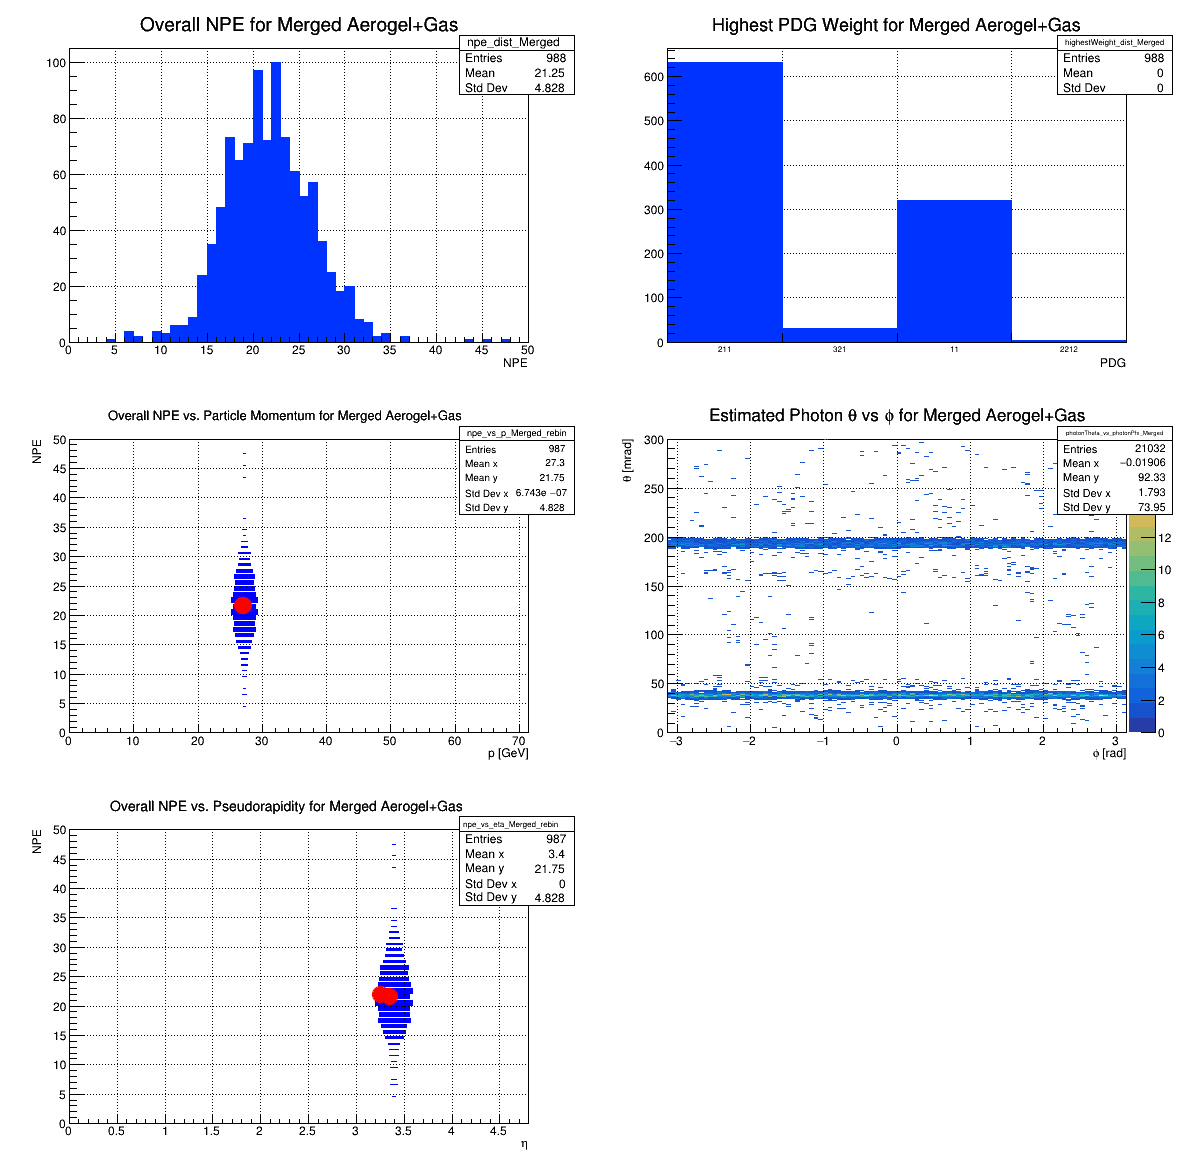 Overall NPE for Merged Aerogel+Gas
npe_dist_Merged
Entries 988
Mean 21.25
Std Dev 4.828
100
80
60
40
20
0
0 5 10 15 20 25 30 35 40 45 50
NPE
Highest PDG Weight for Merged Aerogel+Gas
highestWeight_dist_Merged
Entries 988
Mean 0
Std Dev 0
600
500
400
300
200
100
0
211 321 11 2212
PDG
Overall NPE vs. Particle Momentum for Merged Aerogel+Gas
npe_vs_p_Merged_rebin
Entries 987
Mean x 27.3
Mean y 21.75
Std Dev x 6.743e −07
Std Dev y 4.828
NPE
50
45
40
35
30
25
20
15
10
5
0
0 10 20 30 40 50 60 70
p [GeV]
Estimated Photon θ vs ϕ for Merged Aerogel+Gas
photonTheta_vs_photonPhi_Merged
Entries 21032
Mean x −0.01906
Mean y 92.33
Std Dev x 1.793
Std Dev y 73.95
θ [mrad]
300
250
200
150
100
50
0
−3 −2 −1 0 1 2 3
ϕ [rad]
12
10
8
6
4
2
0
Overall NPE vs. Pseudorapidity for Merged Aerogel+Gas
npe_vs_eta_Merged_rebin
Entries 987
Mean x 3.4
Mean y 21.75
Std Dev x 0
Std Dev y 4.828
NPE
50
45
40
35
30
25
20
15
10
5
0
0 0.5 1 1.5 2 2.5 3 3.5 4 4.5
η